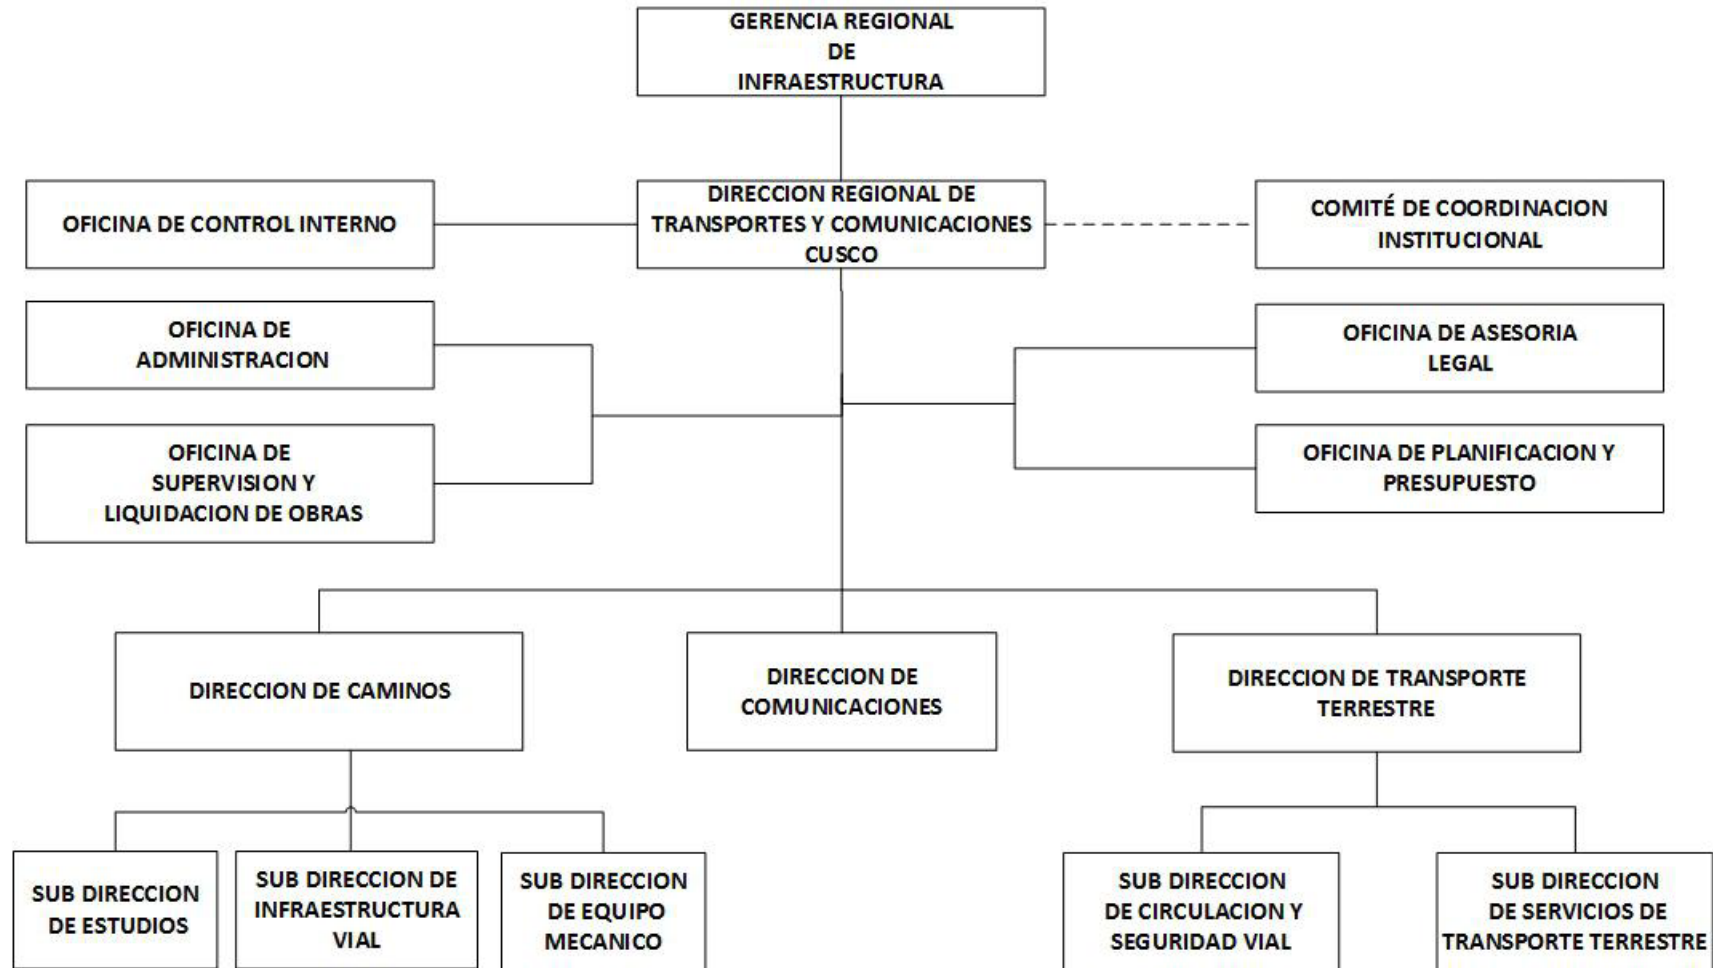 GERENCIA REGIONAL
DE
INFRAESTRUCTURA
OFICINA DE CONTROL INTERNO
DIRECCION REGIONAL DE
TRANSPORTES Y COMUNICACIONES
CUSCO
COMITÉ DE COORDINACION
INSTITUCIONAL
OFICINA DE
ADMINISTRACION
OFICINA DE ASESORIA
LEGAL
OFICINA DE
SUPERVISION Y
LIQUIDACION DE OBRAS
OFICINA DE PLANIFICACION Y
PRESUPUESTO
DIRECCION DE CAMINOS
DIRECCION DE
COMUNICACIONES
DIRECCION DE TRANSPORTE
TERRESTRE
SUB DIRECCION
DE ESTUDIOS
SUB DIRECCION DE
INFRAESTRUCTURA
VIAL
SUB DIRECCION
DE EQUIPO
MECANICO
SUB DIRECCION
DE CIRCULACION Y
SEGURIDAD VIAL
SUB DIRECCION
DE SERVICIOS DE
TRANSPORTE TERRESTRE